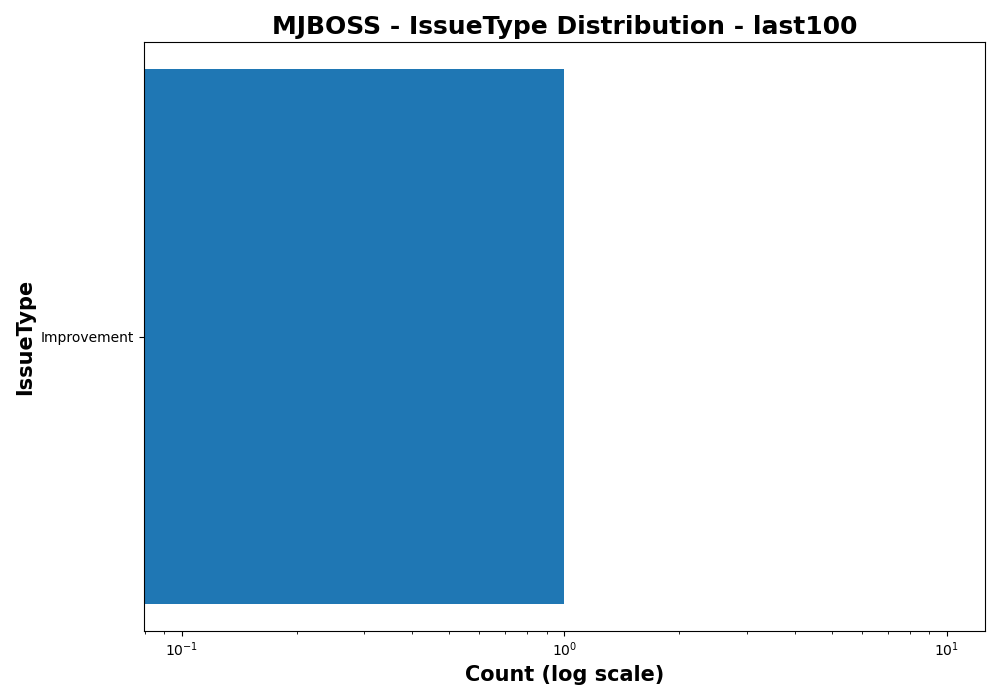 MJBOSS - IssueType Distribution - last100
IssueType
Improvement
10⁻¹
10⁰
10¹
Count (log scale)